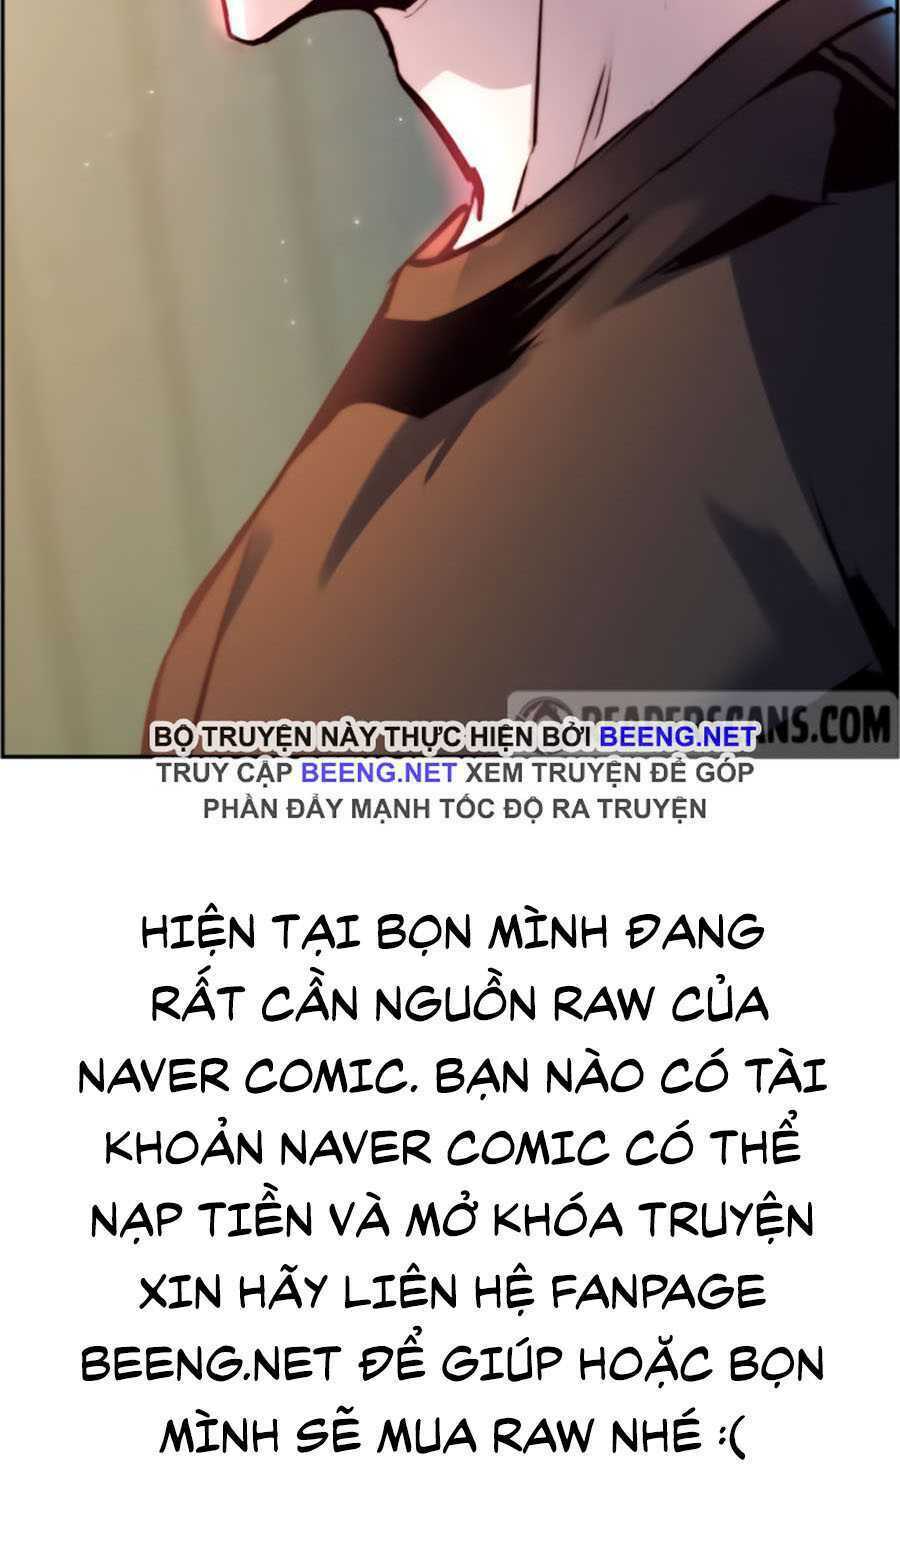 READERSCANS.COM
BỘ TRUYỆN NÀY THỰC HIỆN BỞI BEENG.NET
TRUY CẬP BEENG.NET XEM TRUYỆN ĐỂ GÓP
PHẦN ĐẨY MẠNH TỐC ĐỘ RA TRUYỆN
HIỆN TẠI BỌN MÌNH ĐANG
RẤT CẦN NGUỒN RAW CỦA
NAVER COMIC. BẠN NÀO CÓ TÀI
KHOẢN NAVER COMIC CÓ THỂ
NẠP TIỀN VÀ MỞ KHÓA TRUYỆN
XIN HÃY LIÊN HỆ FANPAGE
BEENG.NET ĐỂ GIÚP HOẶC BỌN
MÌNH SẼ MUA RAW NHÉ :(